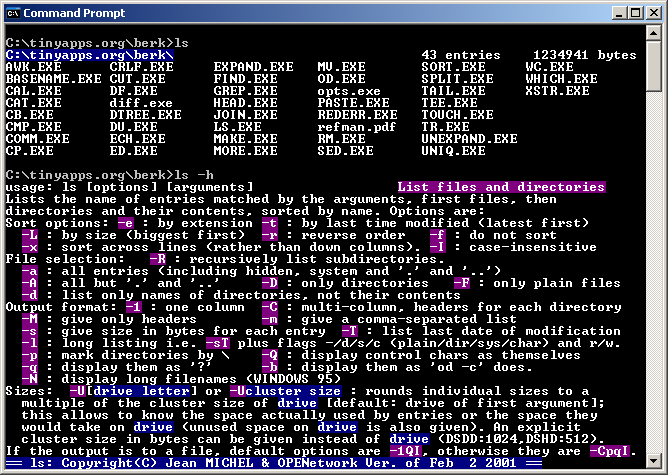 Command Prompt
C:\tinyapps.org\berk>ls
C:\tinyapps.org\berk\ 43 entries 1234941 bytes
AWK.EXE CRLF.EXE EXPAND.EXE MV.EXE SORT.EXE WC.EXE
BASENAME.EXE CUT.EXE FIND.EXE OD.EXE SPLIT.EXE WHICH.EXE
CAL.EXE DF.EXE GREP.EXE opts.exe TAIL.EXE XSTR.EXE
CAT.EXE diff.exe HEAD.EXE PASTE.EXE TEE.EXE
CB.EXE DTREE.EXE JOIN.EXE REDERR.EXE TOUCH.EXE
CMP.EXE DU.EXE LS.EXE refman.pdf TR.EXE
COMM.EXE ECH.EXE MAKE.EXE RM.EXE UNEXPAND.EXE
CP.EXE ED.EXE MORE.EXE SED.EXE UNIQ.EXE
C:\tinyapps.org\berk>ls -h
usage: ls [options] [arguments] List files and directories
Lists the name of entries matched by the arguments, first files, then
directories and their contents, sorted by name. Options are:
Sort options: -e : by extension -t : by last time modified (latest first)
-L : by size (biggest first) -r : reverse order -f : do not sort
-x : sort across lines (rather than down columns). -I : case-insensitive
File selection: -R : recursively list subdirectories.
-a : all entries (including hidden, system and '.' and '..')
-A : all but '.' and '..' -D : only directories -F : only plain files
-d : list only names of directories, not their contents
Output format: -1 : one column -C : multi-column, headers for each directory
-M : give only headers -m : give a comma-separated list
-s : give size in bytes for each entry -T : list last date of modification
-l : long listing i.e. -sT plus flags -/d/s/c (plain/dir/sys/char) and r/w.
-p : mark directories by \ -Q : display control chars as themselves
-q : display them as '?' -b : display them as 'od -c' does.
-N : display long filenames (WINDOWS 95)
Sizes: -U[drive letter] or -Ucluster size : rounds individual sizes to a
multiple of the cluster size of drive [default: drive of first argument];
this allows to know the space actually used by entries or the space they
would take on drive (unused space on drive is also given). An explicit
cluster size in bytes can be given instead of drive (DSDD:1024,DSHD:512).
If the output is to a file, default options are -1QI, otherwise they are -CpqI.
== ls: Copyright(C) Jean MICHEL & OPENetwork Ver. of Feb 2 2001 ==